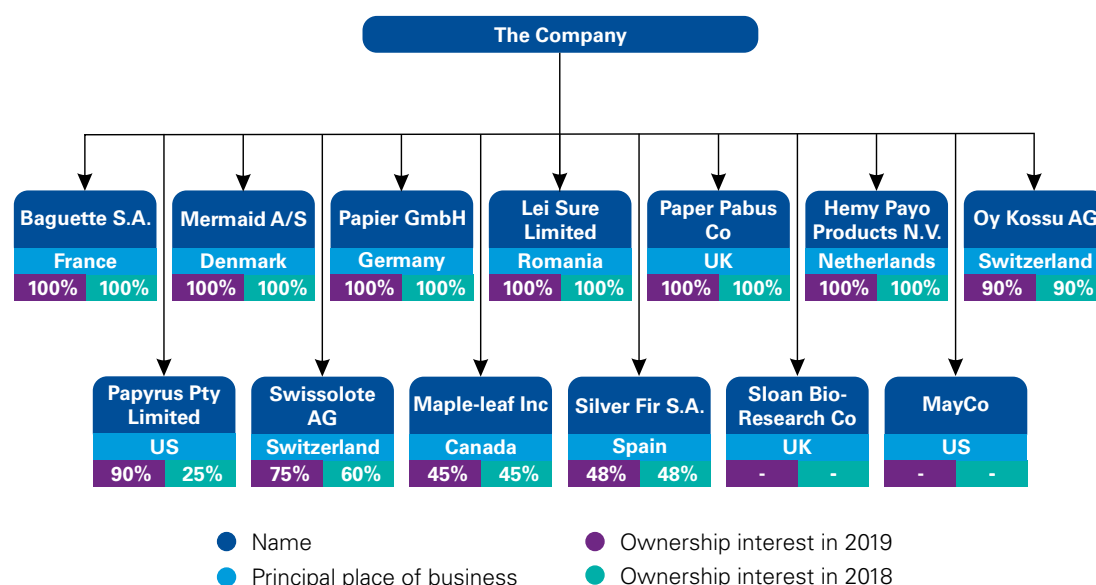 The Company
Baguette S.A.
France
100% 100%
Mermaid A/S
Denmark
100% 100%
Papier GmbH
Germany
100% 100%
Lei Sure
Limited
Romania
100% 100%
Paper Pabus
Co
UK
100% 100%
Hemy Payo
Products N.V.
Netherlands
100% 100%
Oy Kossu AG
Switzerland
90% 90%
Papyrus Pty
Limited
US
90% 25%
Swissolote
AG
Switzerland
75% 60%
Maple-leaf Inc
Canada
45% 45%
Silver Fir S.A.
Spain
48% 48%
Sloan Bio-
Research Co
UK
- -
MayCo
US
- -
Name
Principal place of business
Ownership interest in 2019
Ownership interest in 2018